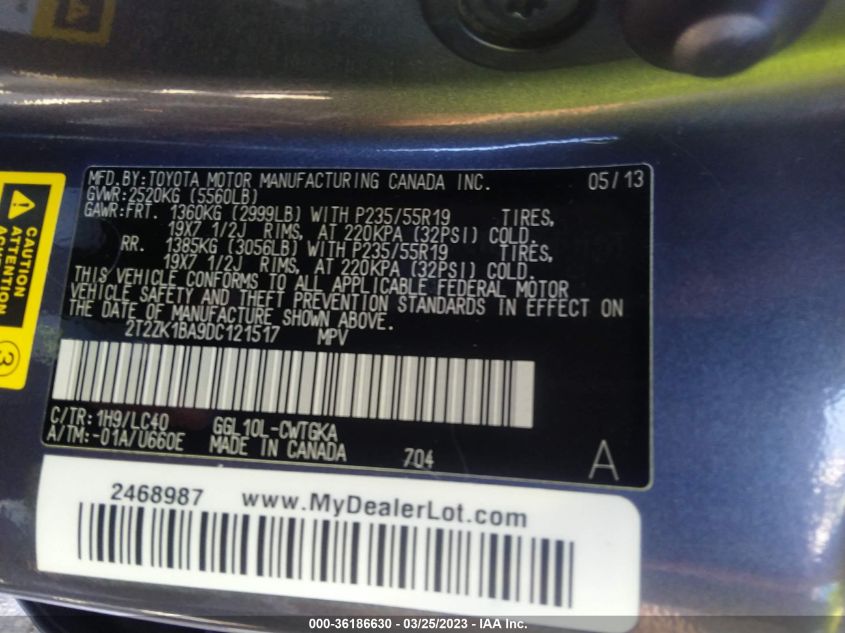 MFD.BY:TOYOTA MOTOR MANUFACTURING CANADA INC. 05/13
GVWR:2520KG (5560LB)
GAWR:FRT. 1360KG (2999LB) WITH P235/55R19 TIRES,
19X7 1/2J RIMS, AT 220KPA (32PSI) COLD.
RR. 1385KG (3056LB) WITH P235/55R19 TIRES,
19X7 1/2J RIMS, AT 220KPA (32PSI) COLD.
THIS VEHICLE CONFORMS TO ALL APPLICABLE FEDERAL MOTOR
VEHICLE SAFETY AND THEFT PREVENTION STANDARDS IN EFFECT ON
THE DATE OF MANUFACTURE SHOWN ABOVE.
2T2ZK1BA9DC121517 MPV
C/TR:1H9/LC40 GGL10L-CWTGKA
A/TM:-01A/U660E MADE IN CANADA 704 A
CAUTION
ATTENTION
3
2468987 www.MyDealerLot.com
000-36186630 - 03/25/2023 - IAA Inc.